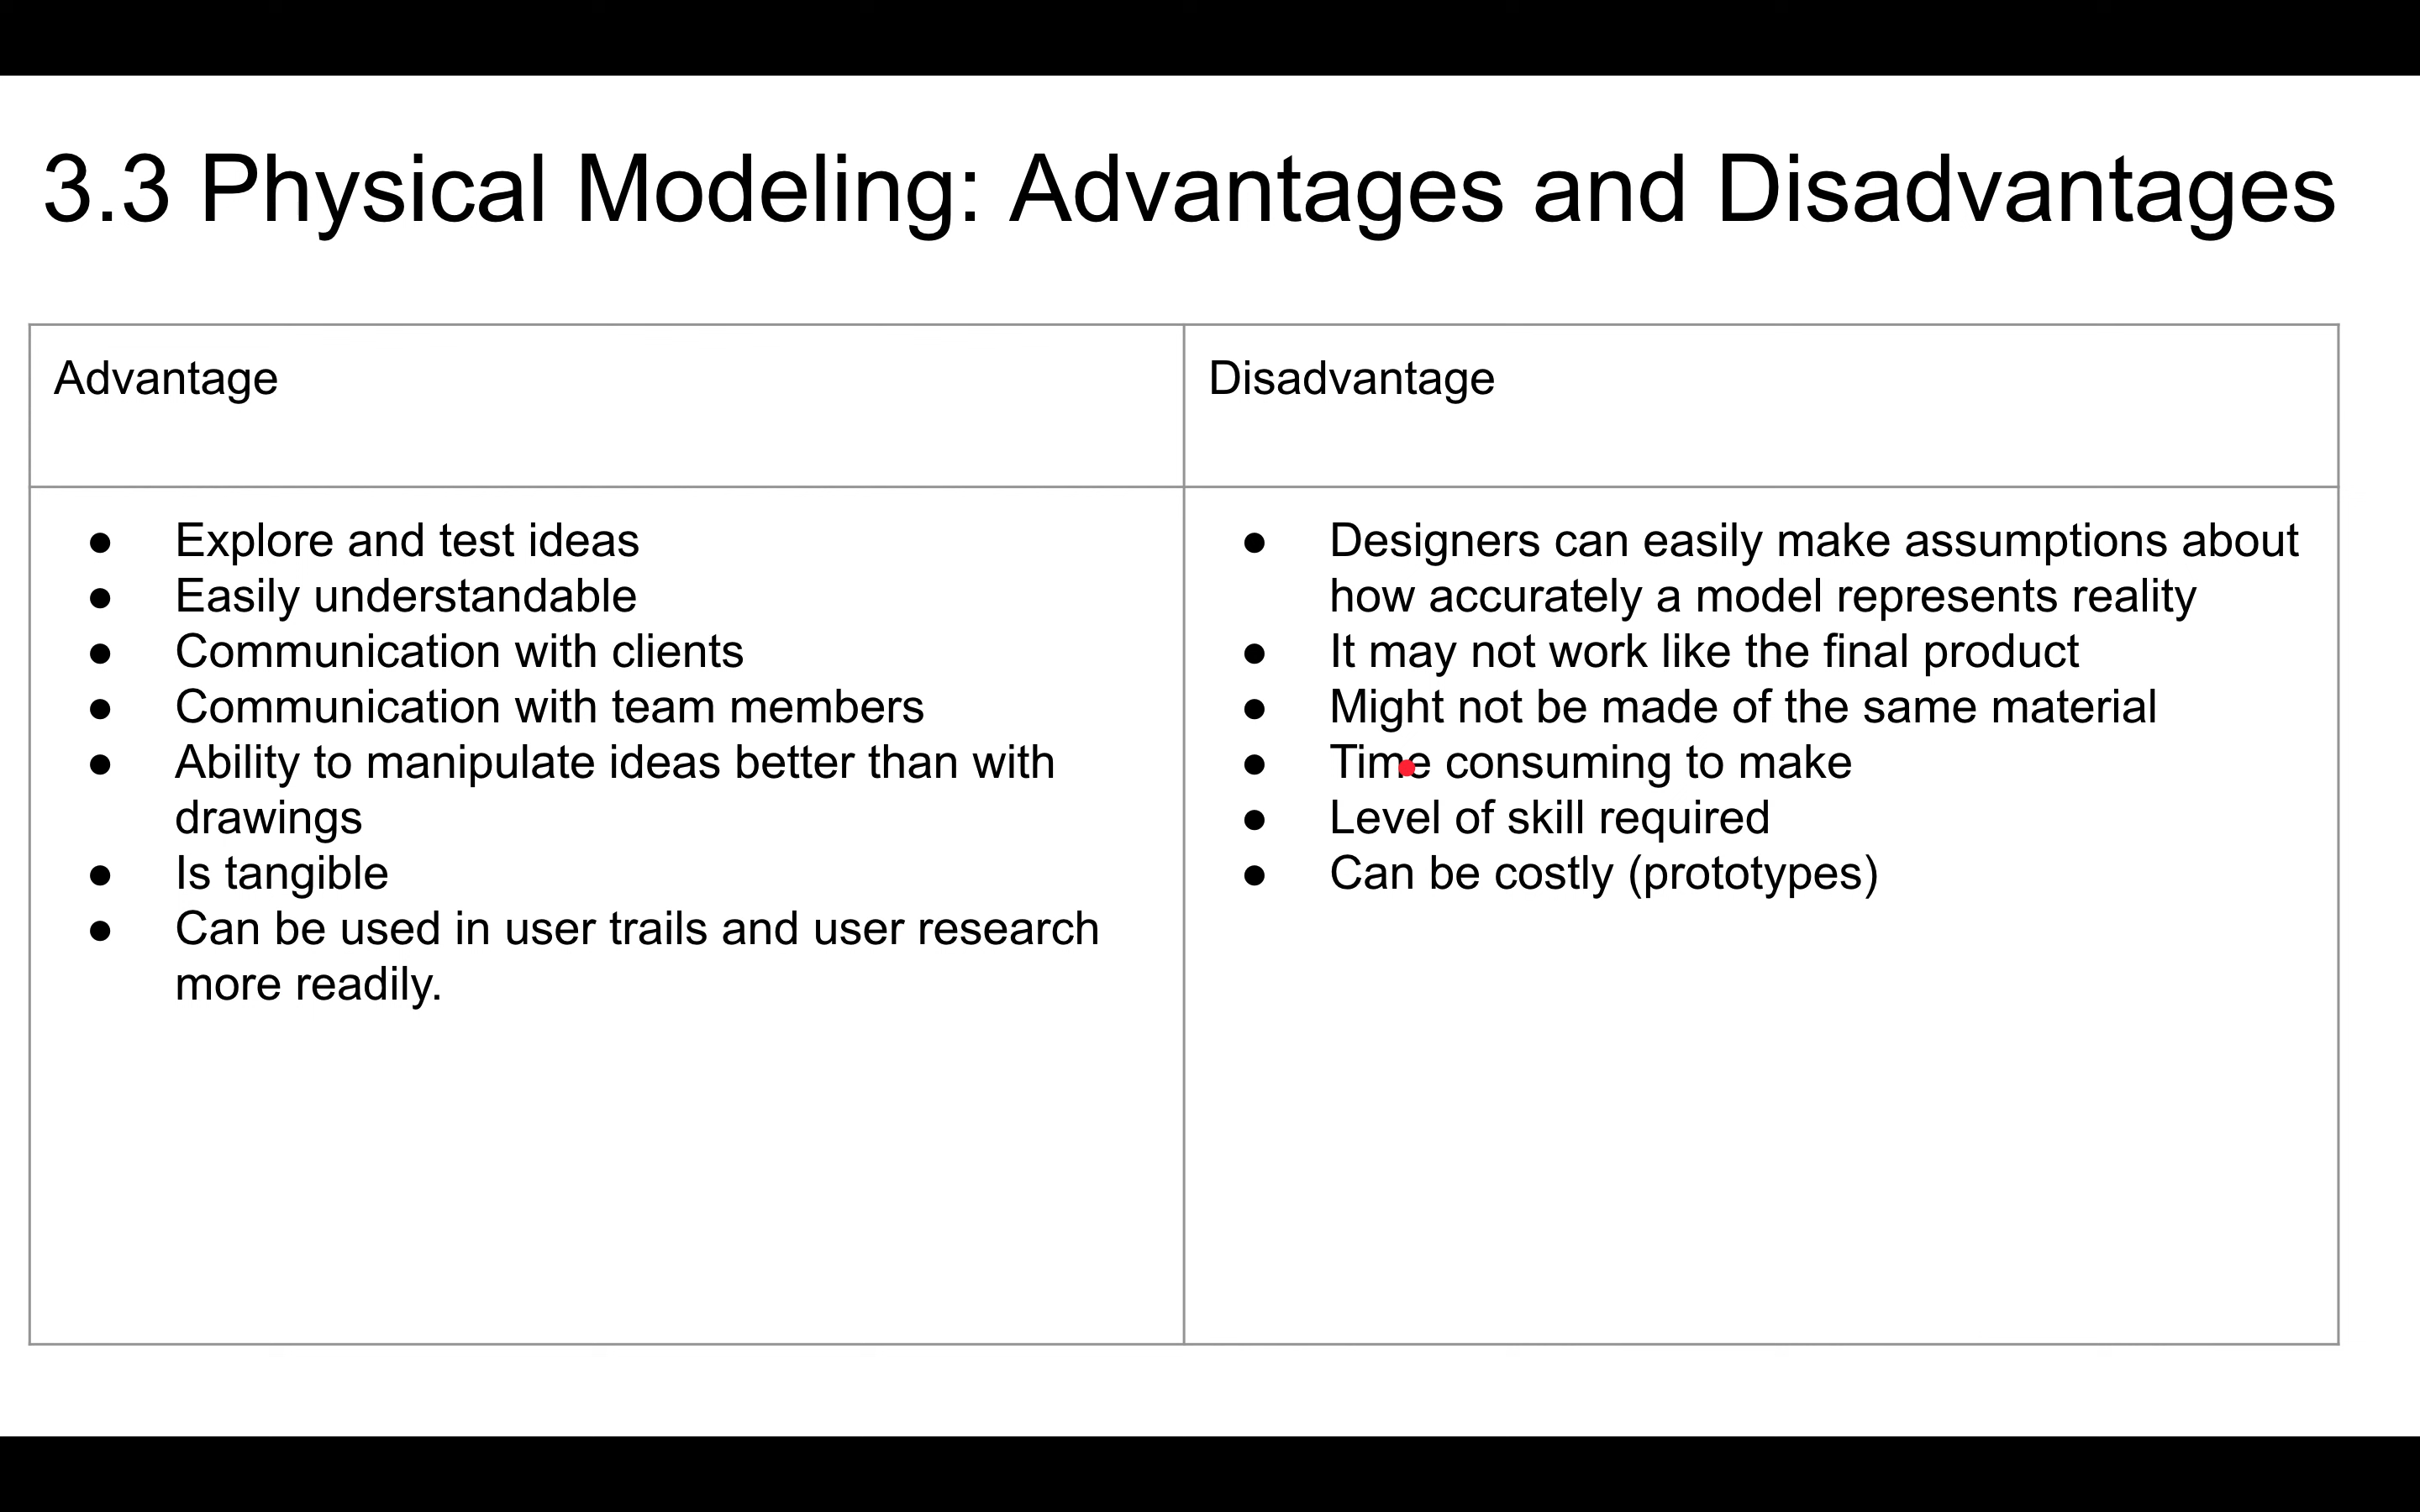 3.3 Physical Modeling: Advantages and Disadvantages
Advantage
Disadvantage
● Explore and test ideas
● Easily understandable
● Communication with clients
● Communication with team members
● Ability to manipulate ideas better than with
drawings
● Is tangible
● Can be used in user trails and user research
more readily.
● Designers can easily make assumptions about
how accurately a model represents reality
● It may not work like the final product
● Might not be made of the same material
● Time consuming to make
● Level of skill required
● Can be costly (prototypes)